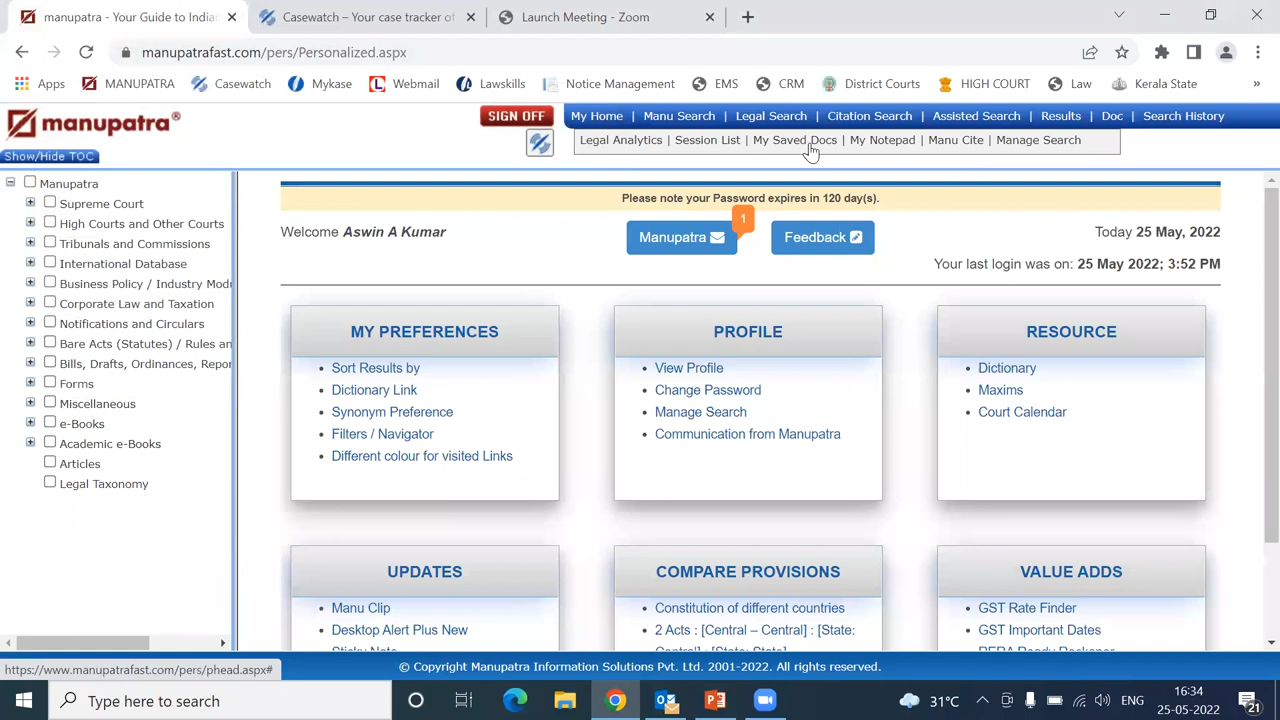 manupatra - Your Guide to Indian
Casewatch – Your case tracker of
Launch Meeting - Zoom
manupatrafast.com/pers/Personalized.aspx
Apps
MANUPATRA
Casewatch
Mykase
Webmail
Lawskills
Notice Management
EMS
CRM
District Courts
HIGH COURT
Law
Kerala State
»
manupatra®
SIGN OFF
My Home | Manu Search | Legal Search | Citation Search | Assisted Search | Results | Doc | Search History
Legal Analytics | Session List | My Saved Docs | My Notepad | Manu Cite | Manage Search
Show/Hide TOC
Manupatra
Supreme Court
High Courts and Other Courts
Tribunals and Commissions
International Database
Business Policy / Industry Modu
Corporate Law and Taxation
Notifications and Circulars
Bare Acts (Statutes) / Rules an
Bills, Drafts, Ordinances, Repor
Forms
Miscellaneous
e-Books
Academic e-Books
Articles
Legal Taxonomy
Please note your Password expires in 120 day(s).
Welcome Aswin A Kumar
Manupatra
1
Feedback
Today 25 May, 2022
Your last login was on: 25 May 2022; 3:52 PM
MY PREFERENCES
Sort Results by
Dictionary Link
Synonym Preference
Filters / Navigator
Different colour for visited Links
PROFILE
View Profile
Change Password
Manage Search
Communication from Manupatra
RESOURCE
Dictionary
Maxims
Court Calendar
UPDATES
Manu Clip
Desktop Alert Plus New
Sticky Note
COMPARE PROVISIONS
Constitution of different countries
2 Acts : [Central – Central] : [State:
Central] : [State: State]
VALUE ADDS
GST Rate Finder
GST Important Dates
RERA Ready Reckoner
https://www.manupatrafast.com/pers/phead.aspx#
© Copyright Manupatra Information Solutions Pvt. Ltd. 2001-2022. All rights reserved.
Type here to search
31°C
ENG
16:34
25-05-2022
21